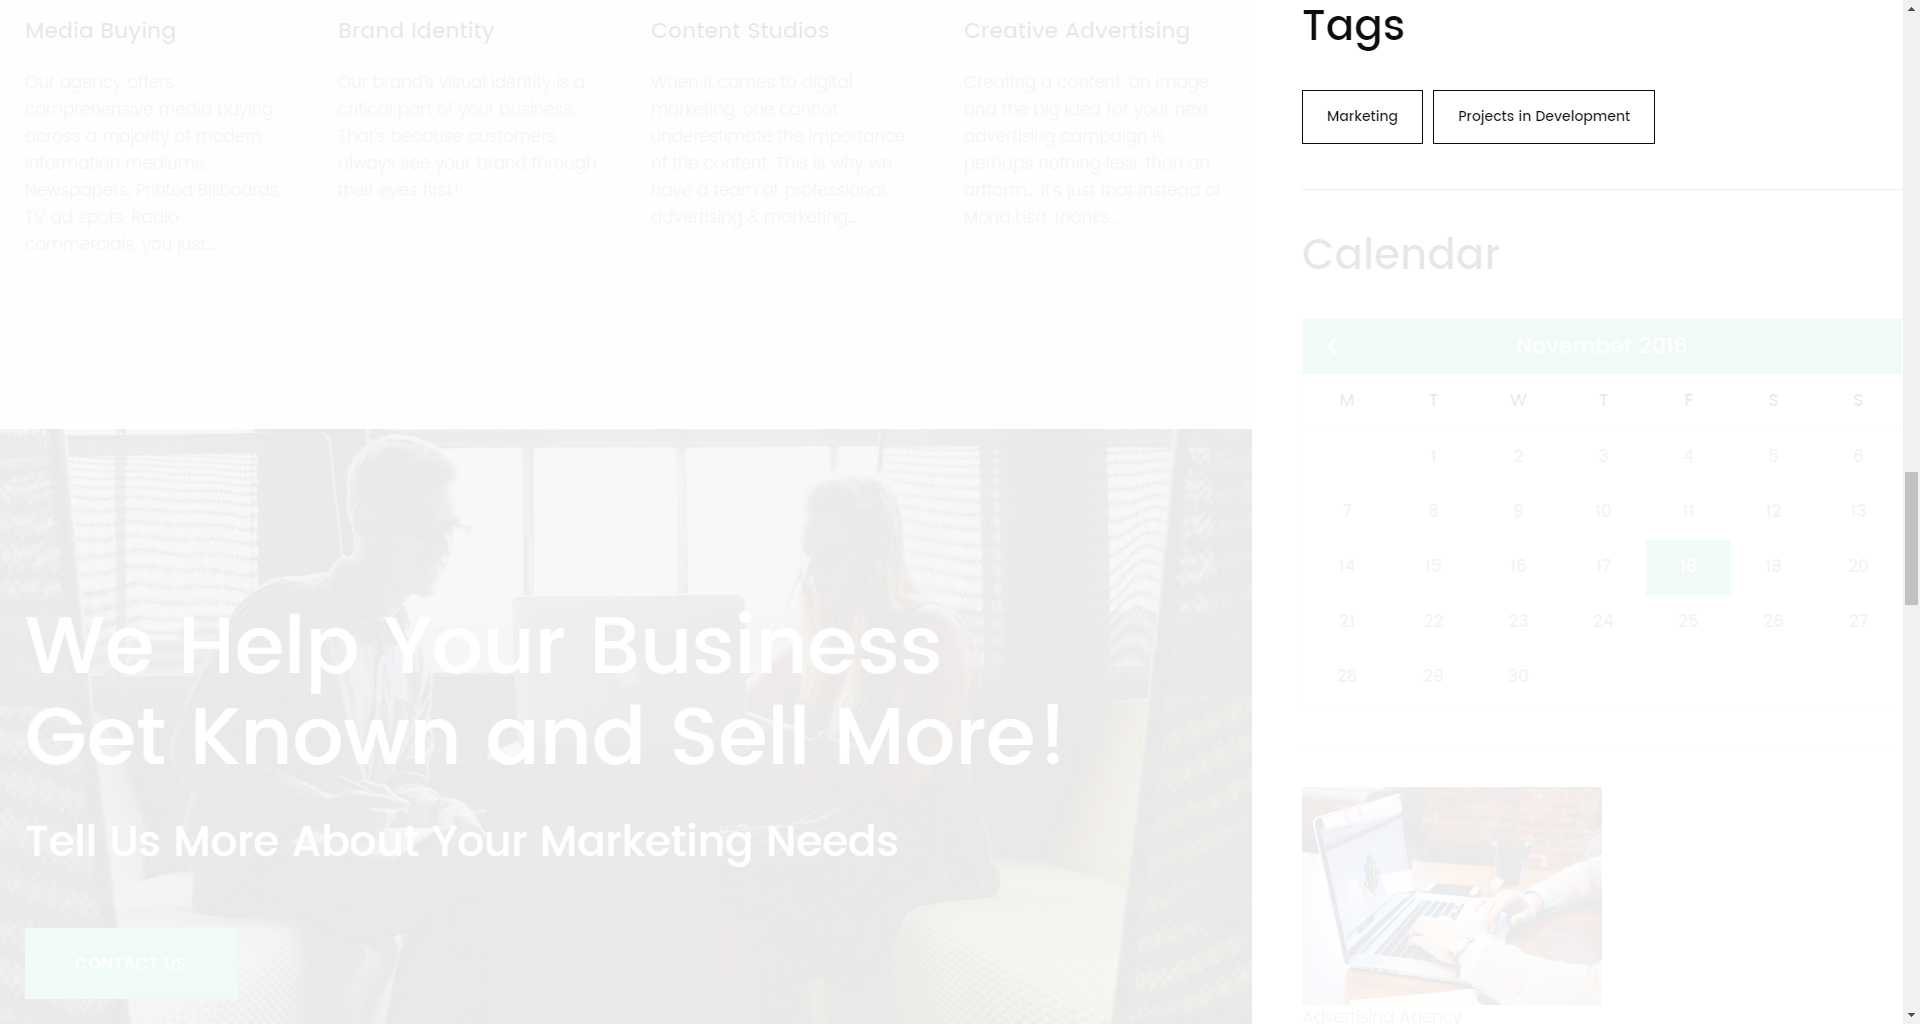 Media Buying
Our agency offers
comprehensive media buying
across a majority of modern
information mediums...
Newspapers, Printed Billboards,
TV ad spots, Radio
commercials, you just...
Brand Identity
Our brand's visual identity is a
critical part of your business.
That's because customers
always see your brand through
their eyes first!
Content Studios
When it comes to digital
marketing, one cannot
underestimate the importance
of the content. This is why we
have a team of professional
advertising & marketing...
Creative Advertising
Creating a content, an image
and the big idea for your next
advertising campaign is
perhaps nothing less, than an
artform... It's just that instead of
Mona Lisa, thanks...
We Help Your Business
Get Known and Sell More!
Tell Us More About Your Marketing Needs
CONTACT US
Tags
Marketing Projects in Development
Calendar
November 2016
M T W T F S S
1 2 3 4 5 6
7 8 9 10 11 12 13
14 15 16 17 18 19 20
21 22 23 24 25 26 27
28 29 30
Advertising Agency